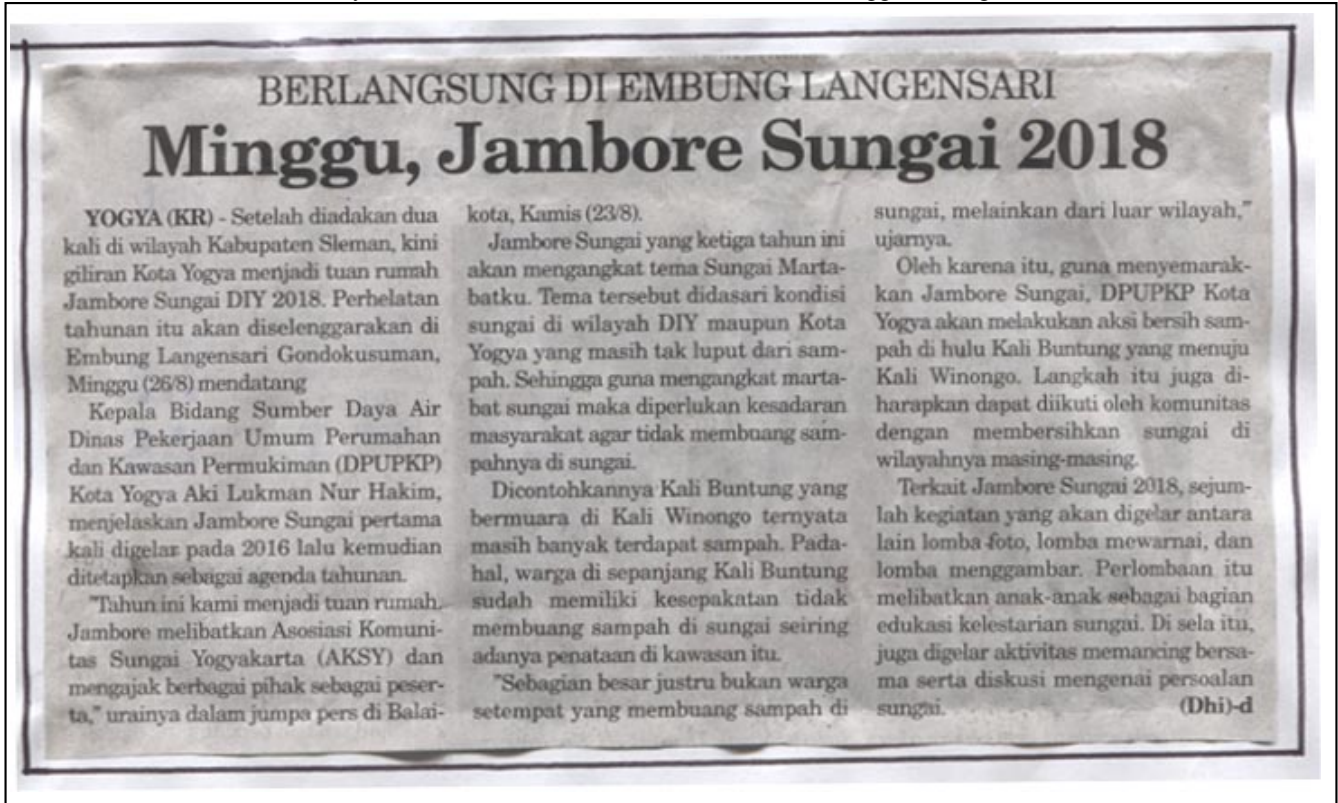 BERLANGSUNG DI EMBUNG LANGENSARI
Minggu, Jambore Sungai 2018
YOGYA (KR) - Setelah diadakan dua
kali di wilayah Kabupaten Sleman, kini
giliran Kota Yogya menjadi tuan rumah
Jambore Sungai DIY 2018. Perhelatan
tahunan itu akan diselenggarakan di
Embung Langensari Gondokusuman,
Minggu (26/8) mendatang
Kepala Bidang Sumber Daya Air
Dinas Pekerjaan Umum Perumahan
dan Kawasan Permukiman (DPUPKP)
Kota Yogya Aki Lukman Nur Hakim,
menjelaskan Jambore Sungai pertama
kali digelar pada 2016 lalu kemudian
ditetapkan sebagai agenda tahunan.
"Tahun ini kami menjadi tuan rumah.
Jambore melibatkan Asosiasi Komuni-
tas Sungai Yogyakarta (AKSY) dan
mengajak berbagai pihak sebagai peser-
ta," urainya dalam jumpa pers di Balai-
kota, Kamis (23/8).
Jambore Sungai yang ketiga tahun ini
akan mengangkat tema Sungai Marta-
batku. Tema tersebut didasari kondisi
sungai di wilayah DIY maupun Kota
Yogya yang masih tak luput dari sam-
pah. Sehingga guna mengangkat marta-
bat sungai maka diperlukan kesadaran
masyarakat agar tidak membuang sam-
pahnya di sungai.
Dicontohkannya Kali Buntung yang
bermuara di Kali Winongo ternyata
masih banyak terdapat sampah. Pada-
hal, warga di sepanjang Kali Buntung
sudah memiliki kesepakatan tidak
membuang sampah di sungai seiring
adanya penataan di kawasan itu.
"Sebagian besar justru bukan warga
setempat yang membuang sampah di
sungai, melainkan dari luar wilayah,"
ujarnya.
Oleh karena itu, guna menyemarak-
kan Jambore Sungai, DPUPKP Kota
Yogya akan melakukan aksi bersih sam-
pah di hulu Kali Buntung yang menuju
Kali Winongo. Langkah itu juga di-
harapkan dapat diikuti oleh komunitas
dengan membersihkan sungai di
wilayahnya masing-masing.
Terkait Jambore Sungai 2018, sejum-
lah kegiatan yang akan digelar antara
lain lomba foto, lomba mewarnai, dan
lomba menggambar. Perlombaan itu
melibatkan anak-anak sebagai bagian
edukasi kelestarian sungai. Di sela itu,
juga digelar aktivitas memancing bersa-
ma serta diskusi mengenai persoalan
sungai. (Dhi)-d